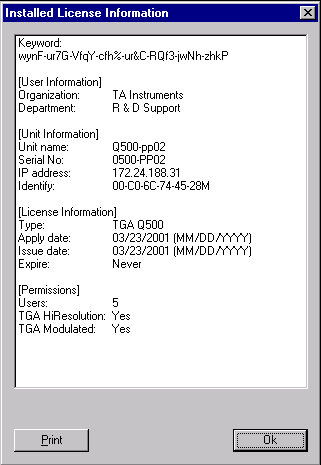 Installed License Information
Keyword:
wynF-ur7G-VfqY-cfh%-ur&C-RQf3-jwNh-zhkP
[User Information]
Organization: TA Instruments
Department: R & D Support
[Unit Information]
Unit name: Q500-pp02
Serial No: 0500-PP02
IP address: 172.24.188.31
Identify: 00-C0-6C-74-45-28M
[License Information]
Type: TGA Q500
Apply date: 03/23/2001 (MM/DD/YYYY)
Issue date: 03/23/2001 (MM/DD/YYYY)
Expire: Never
[Permissions]
Users: 5
TGA HiResolution: Yes
TGA Modulated: Yes
Print Ok